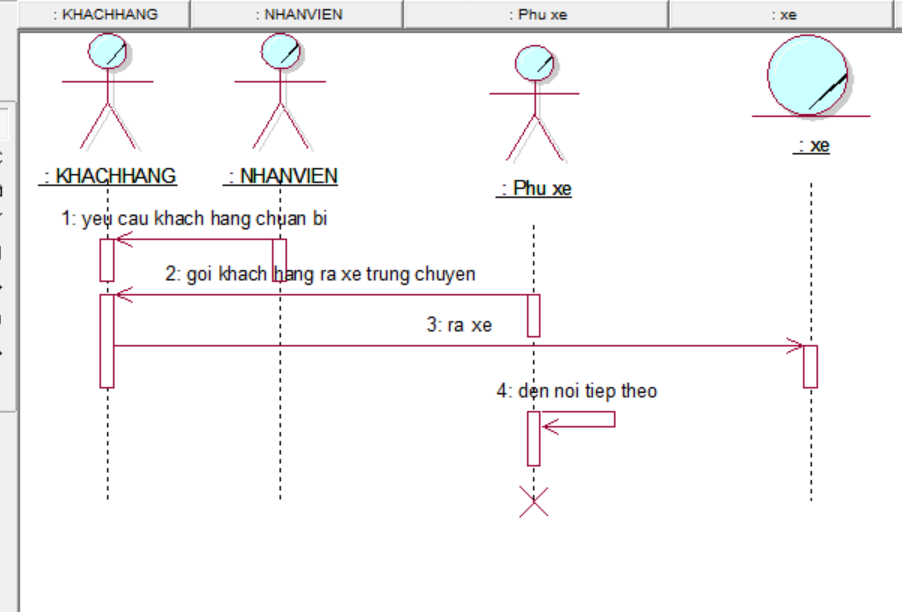 : KHACHHANG
: NHANVIEN
: Phu xe
: xe
: KHACHHANG
: NHANVIEN
: Phu xe
: xe
1: yeu cau khach hang chuan bi
2: goi khach hang ra xe trung chuyen
3: ra xe
4: den noi tiep theo